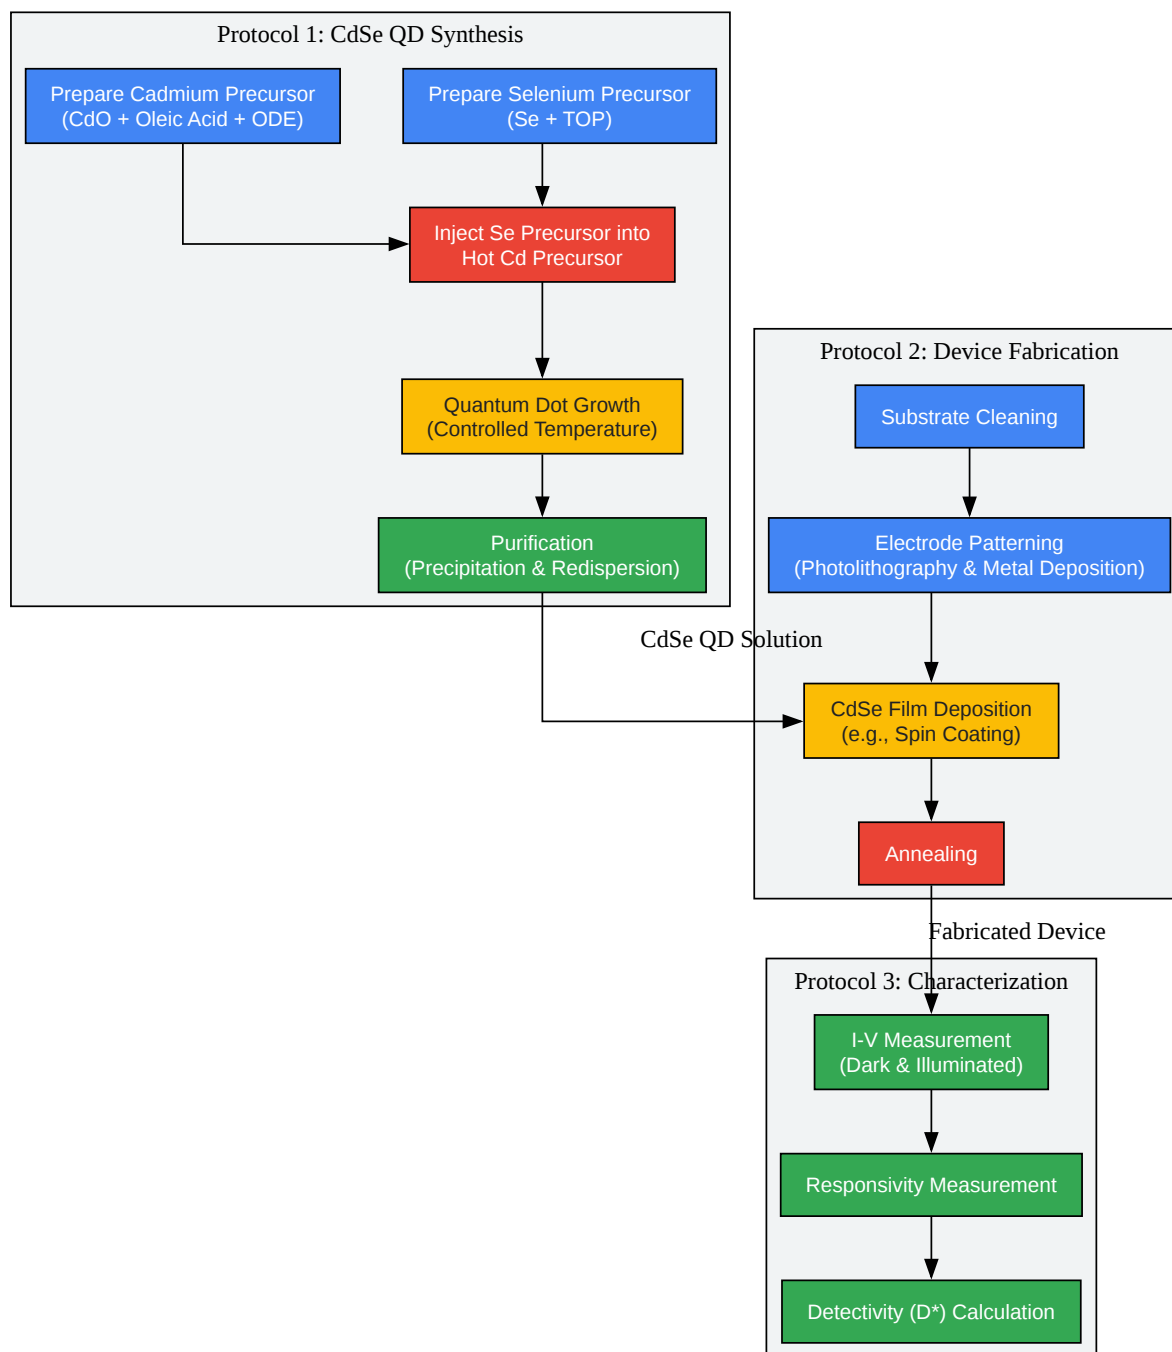 Protocol 1: CdSe QD Synthesis
Prepare Cadmium Precursor
(CdO + Oleic Acid + ODE)
Prepare Selenium Precursor
(Se + TOP)
Inject Se Precursor into
Hot Cd Precursor
Quantum Dot Growth
(Controlled Temperature)
Purification
(Precipitation & Redispersion)
CdSe QD Solution
Protocol 2: Device Fabrication
Substrate Cleaning
Electrode Patterning
(Photolithography & Metal Deposition)
CdSe Film Deposition
(e.g., Spin Coating)
Annealing
Fabricated Device
Protocol 3: Characterization
I-V Measurement
(Dark & Illuminated)
Responsivity Measurement
Detectivity (D*) Calculation